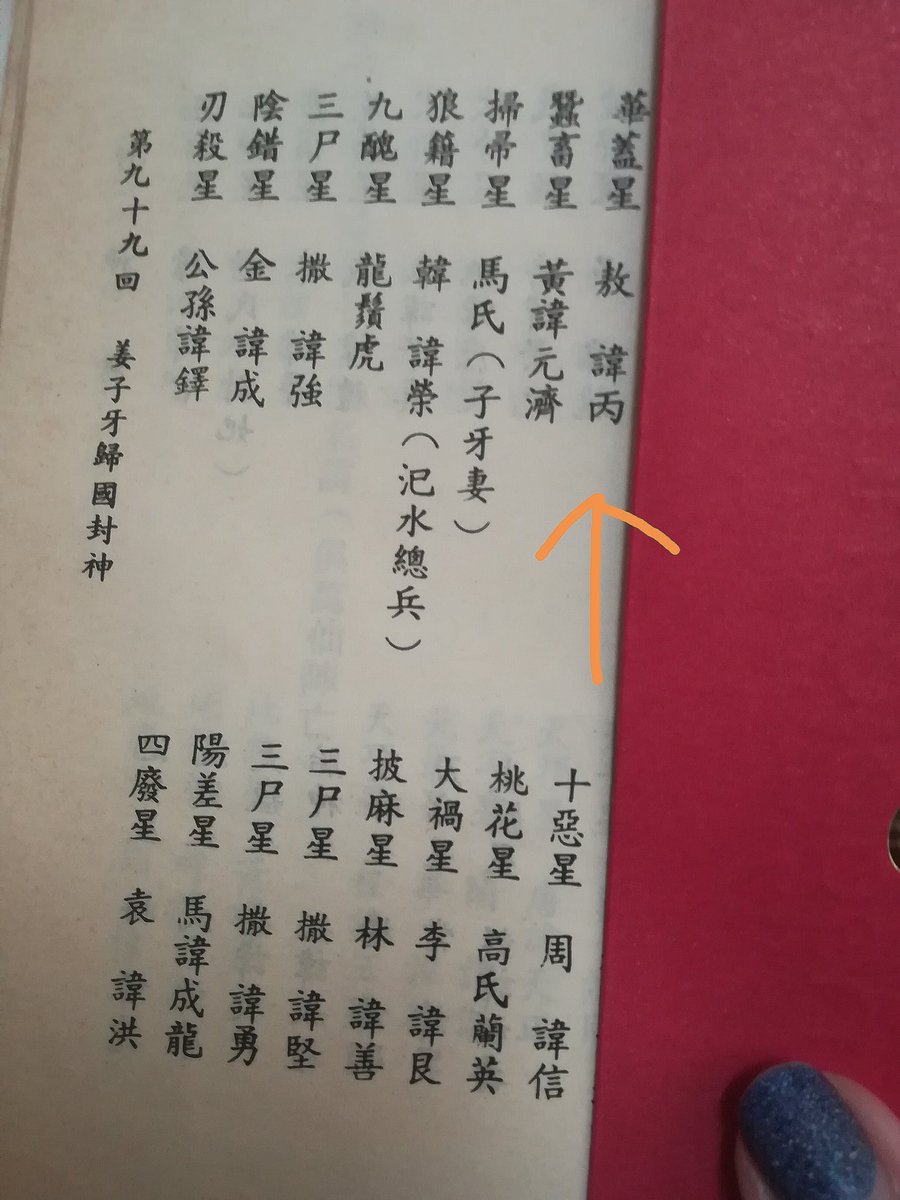 華蓋星　敖　諱丙
蠶畜星　黃諱元濟
掃帚星　馬氏（子牙妻）
狼籍星　韓　諱榮（汜水總兵）
九醜星　龍鬚虎
三尸星　撒　諱強
陰錯星　金　諱成
刃殺星　公孫諱鐸
十惡星　周　諱信
桃花星　高氏蘭英
大禍星　李　諱艮
披麻星　林　諱善
三尸星　撒　諱堅
三尸星　撒　諱勇
陽差星　馬諱成龍
四廢星　袁　諱洪
第九十九回　姜子牙歸國封神